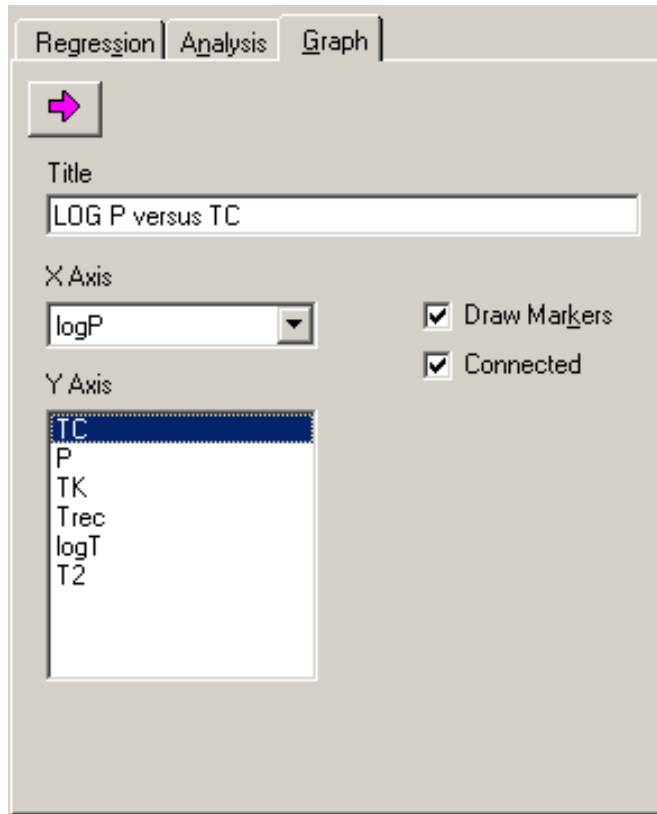 Regression Analysis Graph
Title
LOG P versus TC
X Axis
logP
Draw Markers
Connected
Y Axis
TC
P
TK
Trec
logT
T2